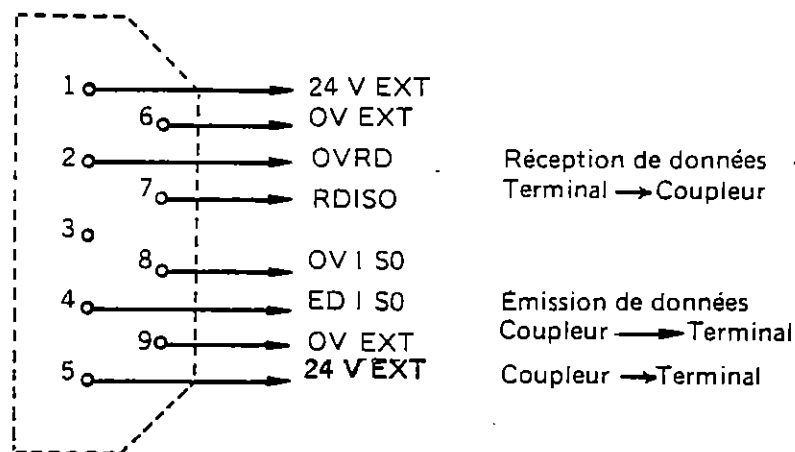 1 24 V EXT
6 OV EXT
2 OVRD Réception de données
7 RDISO Terminal → Coupleur
3
8 OV I SO
4 ED I SO Émission de données
9 OV EXT Coupleur → Terminal
5 24 V EXT Coupleur → Terminal